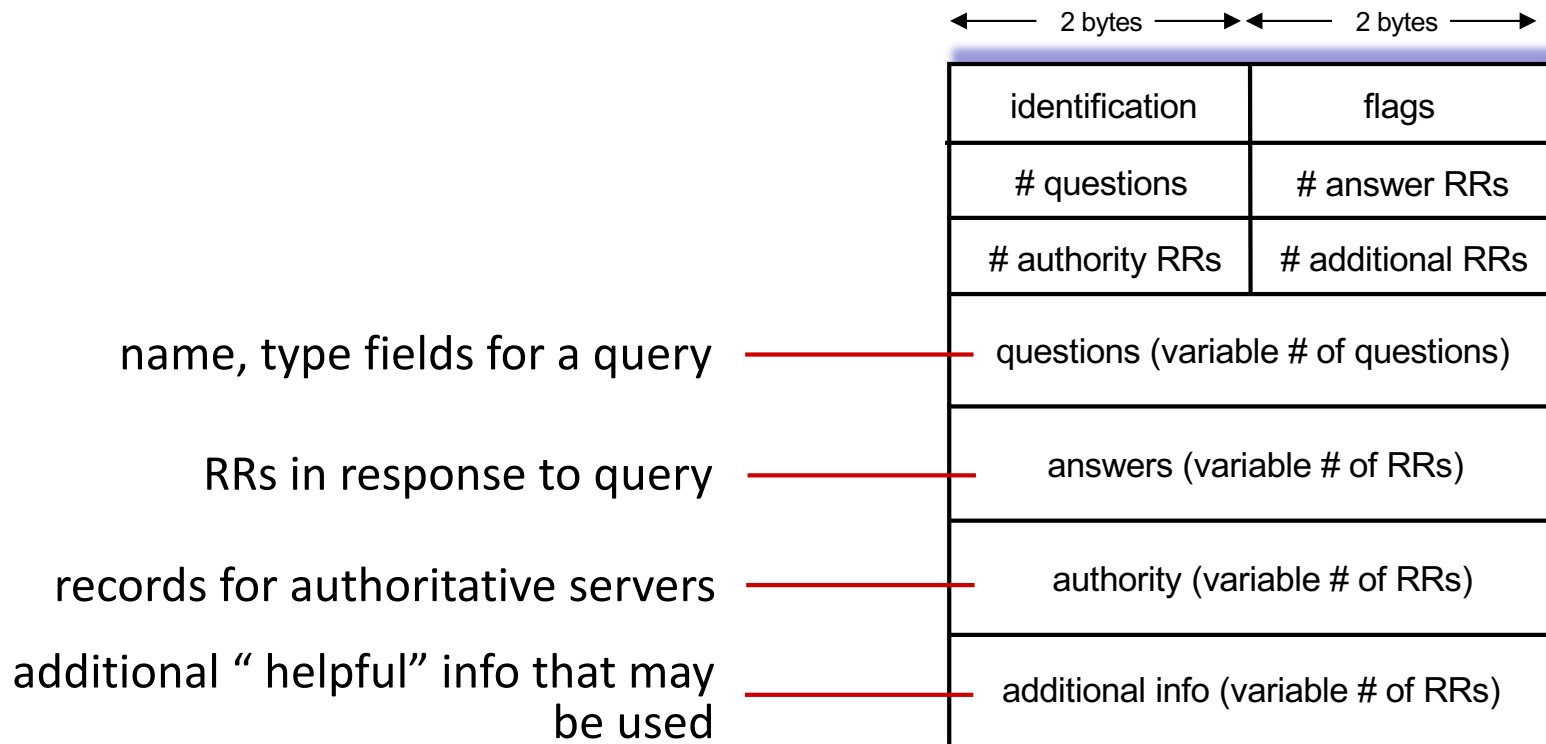 2 bytes 2 bytes
identification flags
# questions # answer RRs
# authority RRs # additional RRs
name, type fields for a query questions (variable # of questions)
RRs in response to query answers (variable # of RRs)
records for authoritative servers authority (variable # of RRs)
additional “ helpful” info that may
be used
additional info (variable # of RRs)